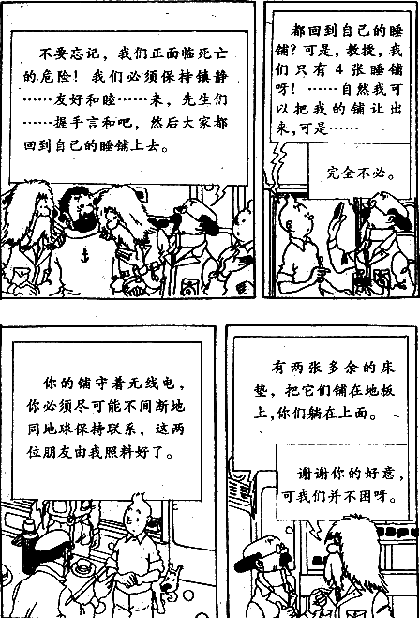 不要忘记，我们正面临死亡
的危险！我们必须保持镇静
……友好和睦……来，先生们
……握手言和吧，然后大家都
回到自己的睡铺上去。
都回到自己的睡
铺？可是，教授，我
们只有4张睡铺
呀！……自然我可
以把我的铺让出
来，可是……
完全不必。
你的铺守着无线电，
你必须尽可能不间断地
同地球保持联系，这两
位朋友由我照料好了。
有两张多余的床
垫，把它们铺在地板
上，你们躺在上面。
谢谢你的好意，
可我们并不困呀。